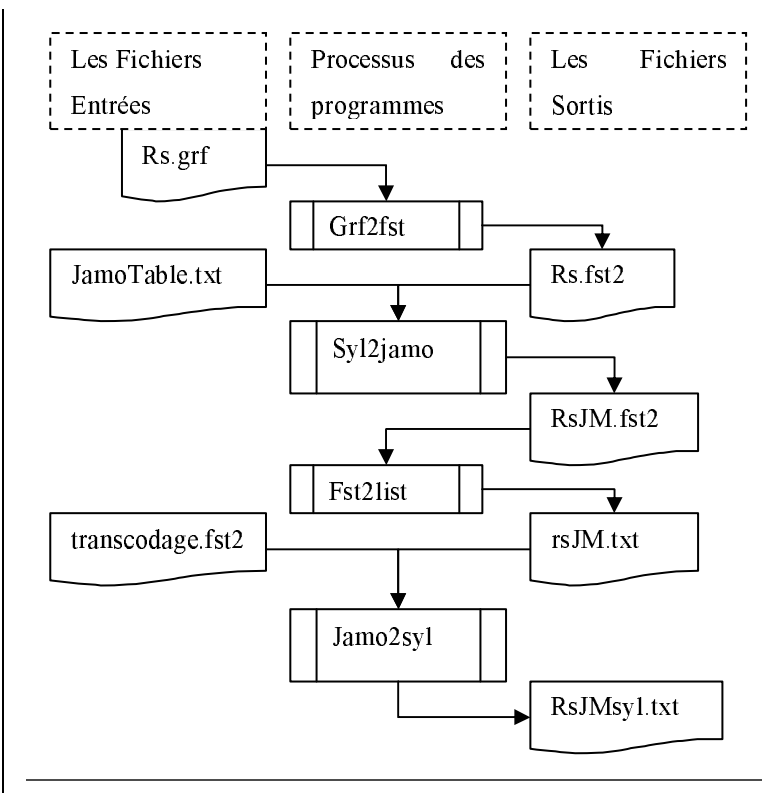 Les Fichiers
Entrées
Processus des
programmes
Les Fichiers
Sortis
Rs.grf
Grf2fst
JamoTable.txt
Rs.fst2
Syl2jamo
RsJM.fst2
Fst2list
transcodage.fst2
rsJM.txt
Jamo2syl
RsJMsyl.txt